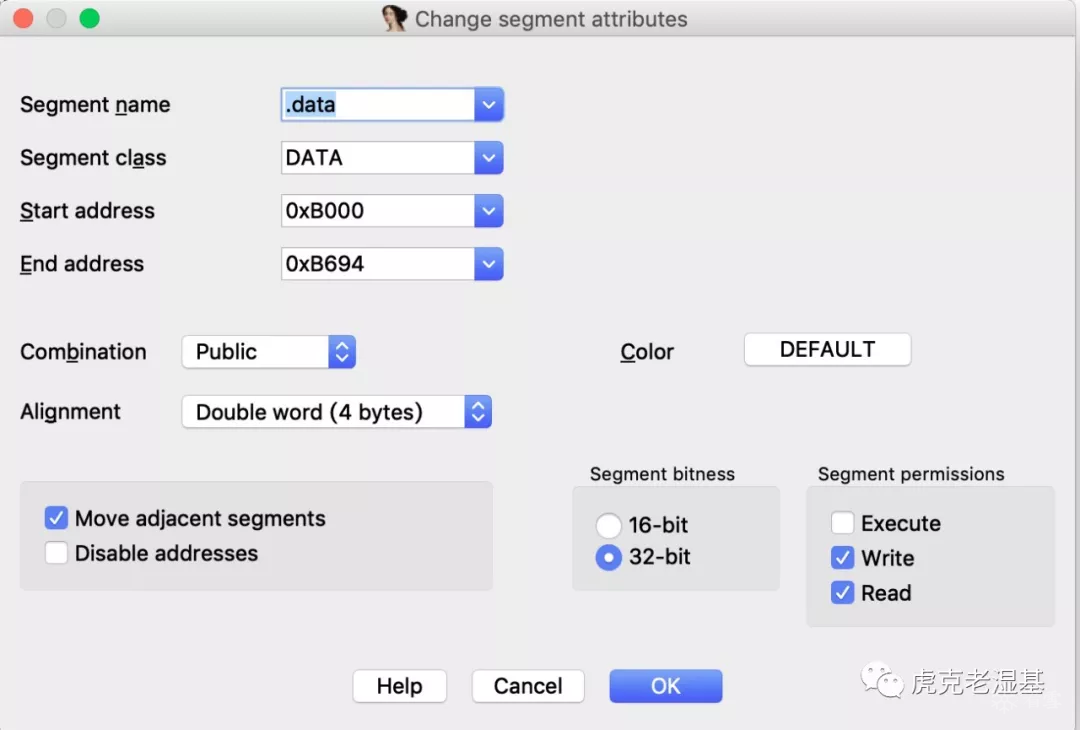 Change segment attributes
Segment name .data
Segment class DATA
Start address 0xB000
End address 0xB694
Combination Public Color DEFAULT
Alignment Double word (4 bytes)
Segment bitness Segment permissions
Move adjacent segments 16-bit Execute
Disable addresses 32-bit Write
Read
Help Cancel OK
虎克老湿基